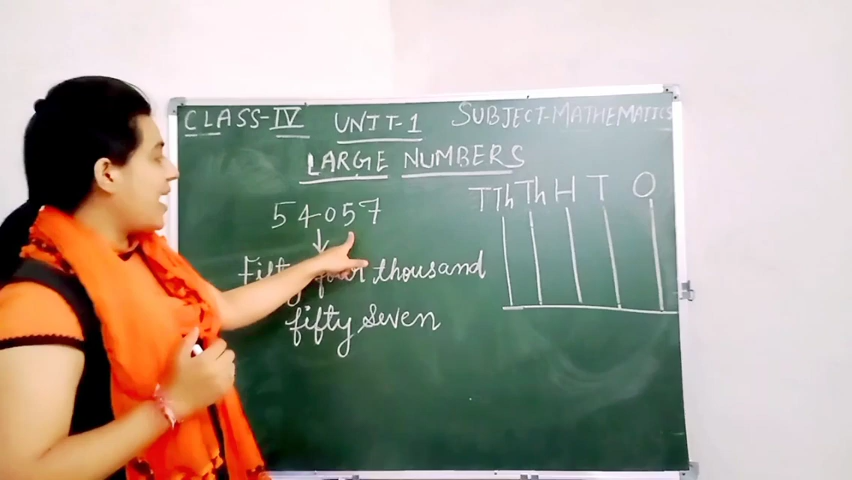 CLASS-IV UNIT-1 SUBJECT-MATHEMATICS
LARGE NUMBERS
54057
TTh Th H T O
Fifty four thousand
fifty seven